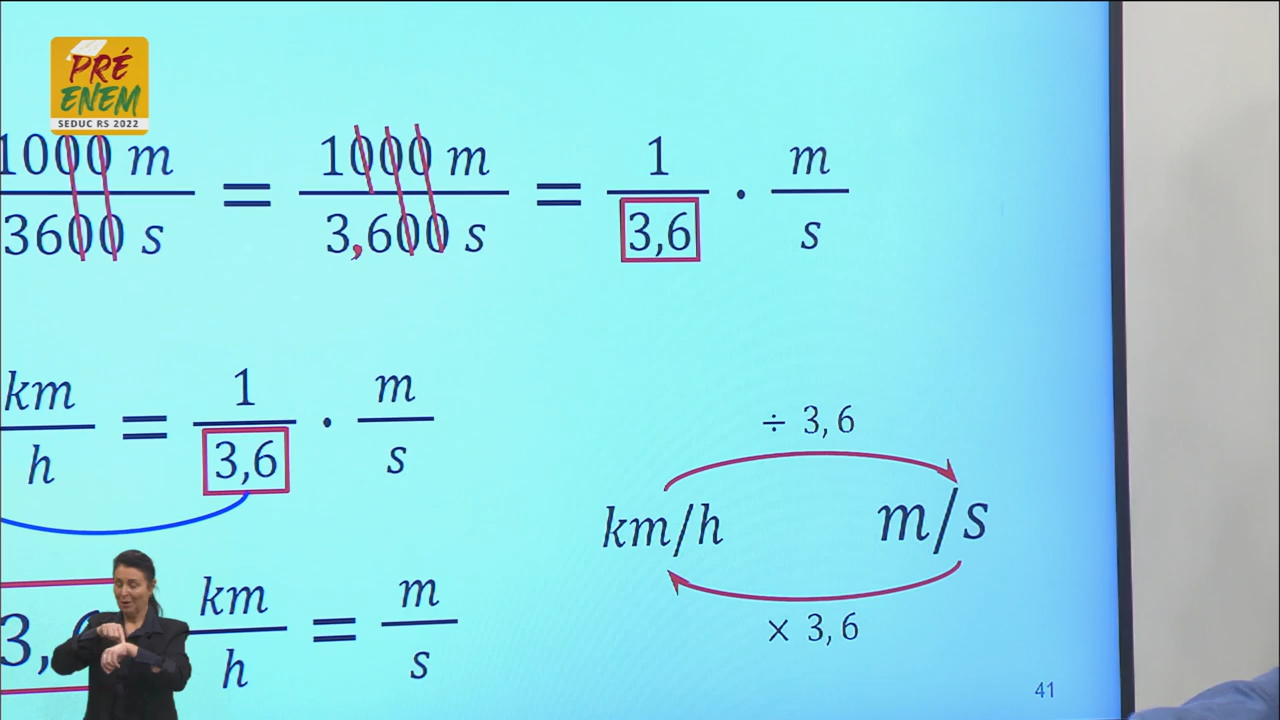 PRÉ
ENEM
SEDUC RS 2022
1000 m / 3600 s = 1000 m / 3,600 s = 1 / 3,6 · m / s
km / h = 1 / 3,6 · m / s
÷ 3,6
km/h m/s
× 3,6
3, km / h = m / s
41